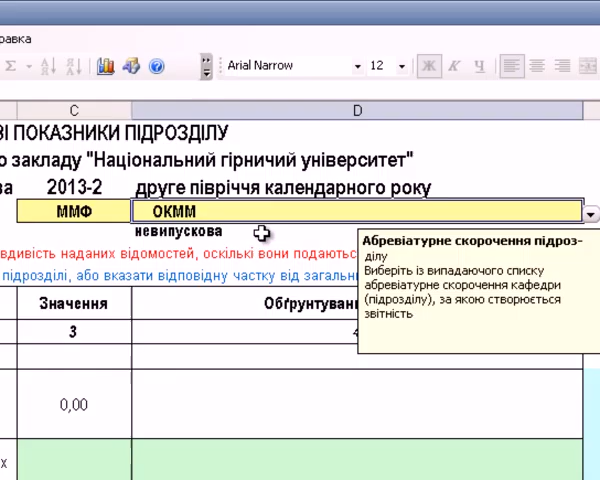 равка
Arial Narrow 12 Ж К Ч
C D
ВІ ПОКАЗНИКИ ПІДРОЗДІЛУ
о закладу "Національний гірничий університет"
ва 2013-2 друге півріччя календарного року
ММФ ОКММ
невипускова
вдивість наданих відомостей, оскільки вони подаютьс
підрозділі, або вказати відповідну частку від загальн
Абревіатурне скорочення підроз-
ділу
Виберіть із випадаючого списку
абревіатурне скорочення кафедри
(підрозділу), за якою створюється
звітність
Значення Обґрунтуван
3 4
0,00
х